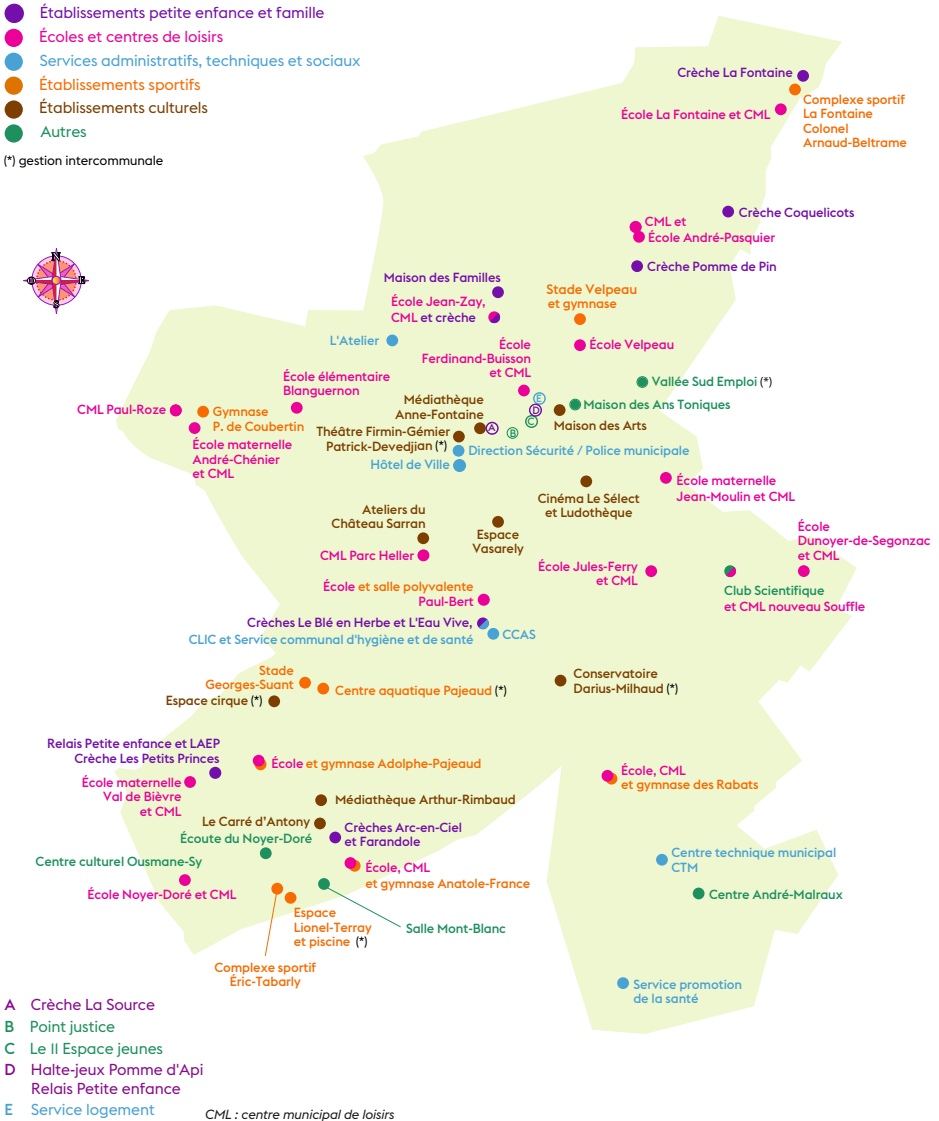 Établissements petite enfance et famille
Écoles et centres de loisirs
Services administratifs, techniques et sociaux
Établissements sportifs
Établissements culturels
Autres
(*) gestion intercommunale
N
O
E
S
Crèche La Fontaine
Complexe sportif
La Fontaine
Colonel
Arnaud-Beltrame
École La Fontaine et CML
Crèche Coquelicots
CML et
École André-Pasquier
Crèche Pomme de Pin
Maison des Familles
École Jean-Zay,
CML et crèche
Stade Velpeau
et gymnase
L'Atelier
École
Ferdinand-Buisson
et CML
École Velpeau
École élémentaire
Blanguernon
Vallée Sud Emploi (*)
CML Paul-Roze
Gymnase
P. de Coubertin
École maternelle
André-Chénier
et CML
Médiathèque
Anne-Fontaine
A
B
C
D
E
Maison des Ans Toniques
Maison des Arts
Théâtre Firmin-Gémier
Patrick-Devedjian (*)
Direction Sécurité / Police municipale
Hôtel de Ville
École maternelle
Jean-Moulin et CML
Cinéma Le Sélect
et Ludothèque
Ateliers du
Château Sarran
Espace
Vasarely
École
Dunoyer-de-Segonzac
et CML
CML Parc Heller
École Jules-Ferry
et CML
Club Scientifique
et CML nouveau Souffle
École et salle polyvalente
Paul-Bert
Crèches Le Blé en Herbe et L'Eau Vive,
CLIC et Service communal d'hygiène et de santé
CCAS
Stade
Georges-Suant
Centre aquatique Pajeaud (*)
Espace cirque (*)
Conservatoire
Darius-Milhaud (*)
Relais Petite enfance et LAEP
Crèche Les Petits Princes
École et gymnase Adolphe-Pajeaud
École maternelle
Val de Bièvre
et CML
École, CML
et gymnase des Rabats
Médiathèque Arthur-Rimbaud
Le Carré d'Antony
Crèches Arc-en-Ciel
et Farandole
Écoute du Noyer-Doré
Centre culturel Ousmane-Sy
École, CML
et gymnase Anatole-France
École Noyer-Doré et CML
Centre technique municipal
CTM
Centre André-Malraux
Espace
Lionel-Terray
et piscine (*)
Salle Mont-Blanc
Complexe sportif
Éric-Tabarly
Service promotion
de la santé
A Crèche La Source
B Point justice
C Le II Espace jeunes
D Halte-jeux Pomme d'Api
Relais Petite enfance
E Service logement
CML : centre municipal de loisirs